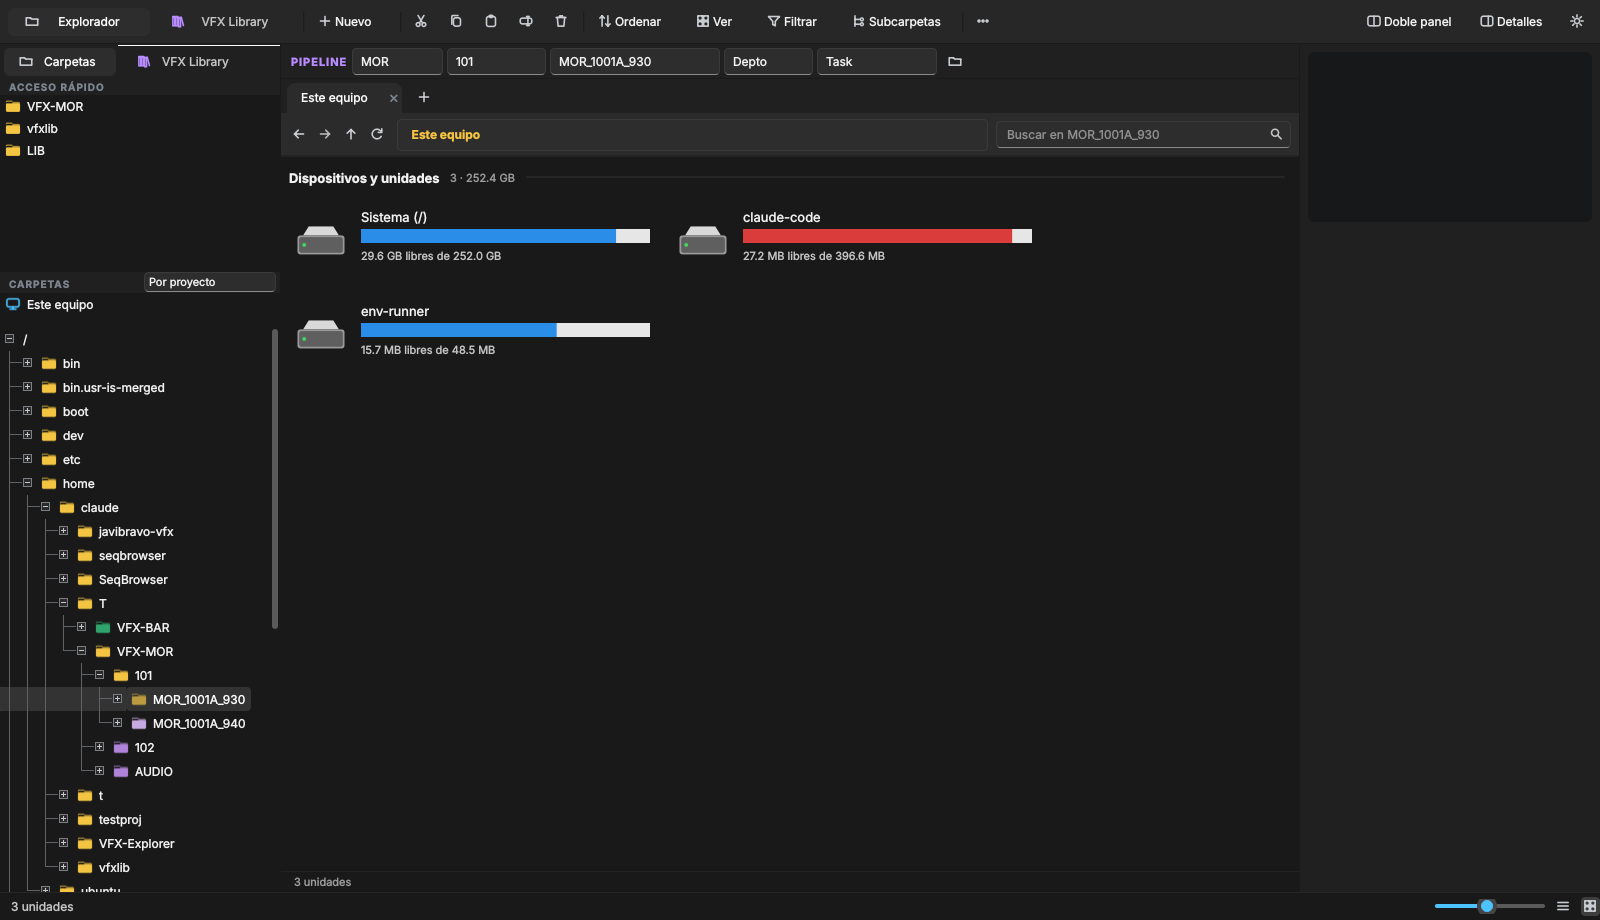 Explorador
VFX Library
Nuevo
Ordenar
Ver
Filtrar
Subcarpetas
Doble panel
Detalles
Carpetas
VFX Library
ACCESO RÁPIDO
VFX-MOR
vfxlib
LIB
CARPETAS
Por proyecto
Este equipo
/
bin
bin.usr-is-merged
boot
dev
etc
home
claude
javibravo-vfx
seqbrowser
SeqBrowser
T
VFX-BAR
VFX-MOR
101
MOR_1001A_930
MOR_1001A_940
102
AUDIO
t
testproj
VFX-Explorer
vfxlib
ubuntu
PIPELINE
MOR
101
MOR_1001A_930
Depto
Task
Este equipo
Este equipo
Buscar en MOR_1001A_930
Dispositivos y unidades 3 · 252.4 GB
Sistema (/)
29.6 GB libres de 252.0 GB
claude-code
27.2 MB libres de 396.6 MB
env-runner
15.7 MB libres de 48.5 MB
3 unidades
3 unidades